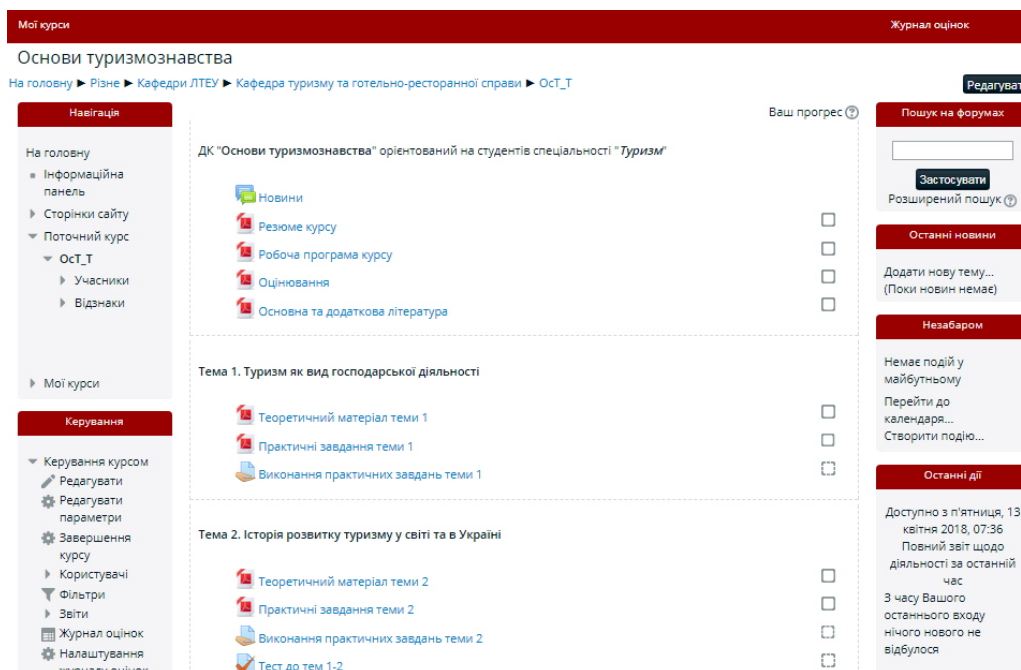 Мої курси
Журнал оцінок
Основи туризмознавства
На головну ► Різне ► Кафедри ЛТЕУ ► Кафедра туризму та готельно-ресторанної справи ► ОсТ_Т
Редагуват
Навігація
На головну
Інформаційна
панель
Сторінки сайту
Поточний курс
ОсТ_Т
Учасники
Відзнаки
Мої курси
Керування
Керування курсом
Редагувати
Редагувати
параметри
Завершення
курсу
Користувачі
Фільтри
Звіти
Журнал оцінок
Налаштування
журналу оцінок
Ваш прогрес
ДК "Основи туризмознавства" орієнтований на студентів спеціальності "Туризм"
Новини
Резюме курсу
Робоча програма курсу
Оцінювання
Основна та додаткова література
Тема 1. Туризм як вид господарської діяльності
Теоретичний матеріал теми 1
Практичні завдання теми 1
Виконання практичних завдань теми 1
Тема 2. Історія розвитку туризму у світі та в Україні
Теоретичний матеріал теми 2
Практичні завдання теми 2
Виконання практичних завдань теми 2
Тест до тем 1-2
Пошук на форумах
Застосувати
Розширений пошук
Останні новини
Додати нову тему...
(Поки новин немає)
Незабаром
Немає подій у
майбутньому
Перейти до
календаря...
Створити подію...
Останні дії
Доступно з п'ятниця, 13
квітня 2018, 07:36
Повний звіт щодо
діяльності за останній
час
З часу Вашого
останнього входу
нічого нового не
відбулося